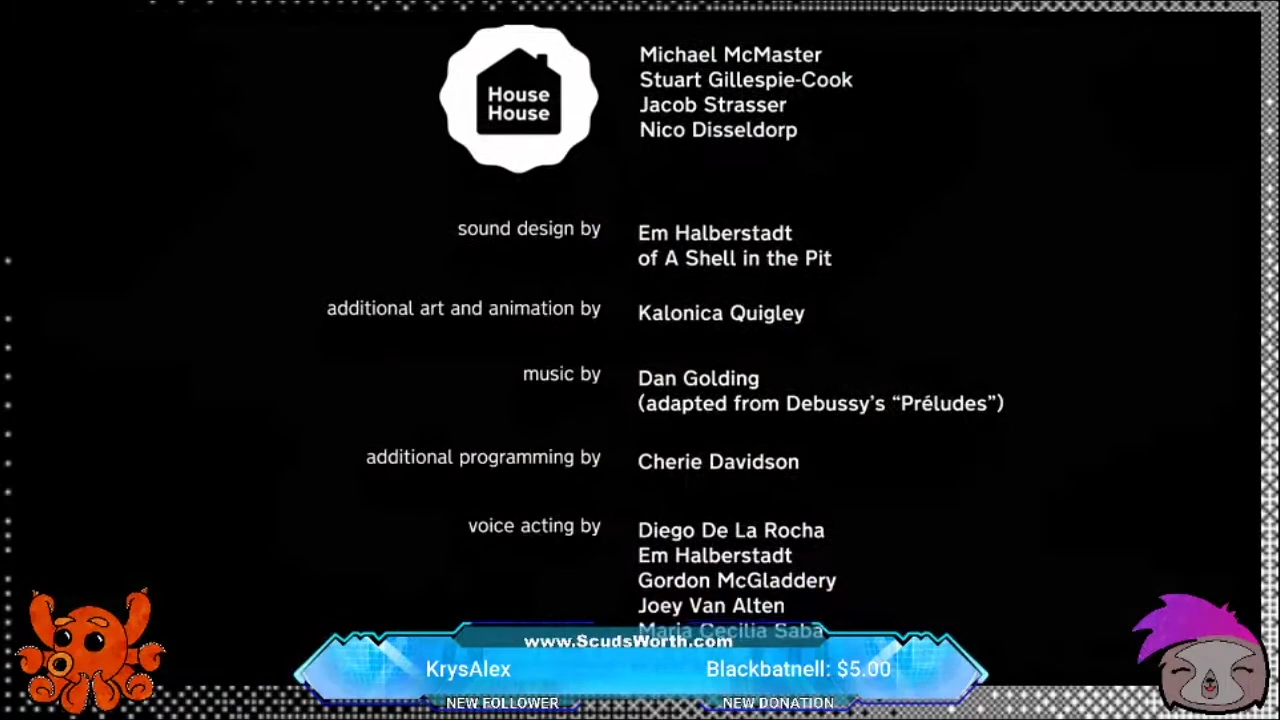 House
House
Michael McMaster
Stuart Gillespie-Cook
Jacob Strasser
Nico Disseldorp
sound design by
Em Halberstadt
of A Shell in the Pit
additional art and animation by
Kalonica Quigley
music by
Dan Golding
(adapted from Debussy's “Préludes”)
additional programming by
Cherie Davidson
voice acting by
Diego De La Rocha
Em Halberstadt
Gordon McGladdery
Joey Van Alten
Maria Cecilia Saba
www.ScudsWorth.com
KrysAlex
Blackbatnell: $5.00
NEW FOLLOWER
NEW DONATION